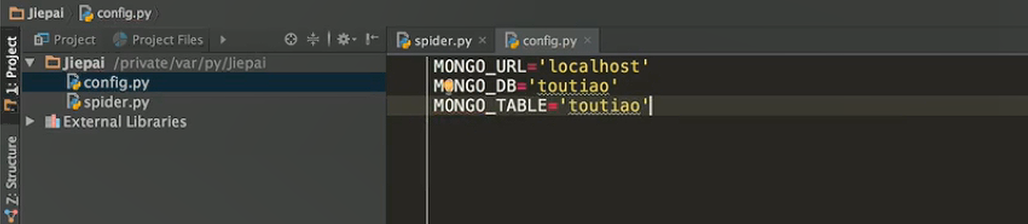 Jiepai config.py
Project Project Files
spider.py config.py
1: Project
Jiepai /private/var/py/Jiepai
config.py
spider.py
External Libraries
Z: Structure
MONGO_URL='localhost'
MONGO_DB='toutiao'
MONGO_TABLE='toutiao'